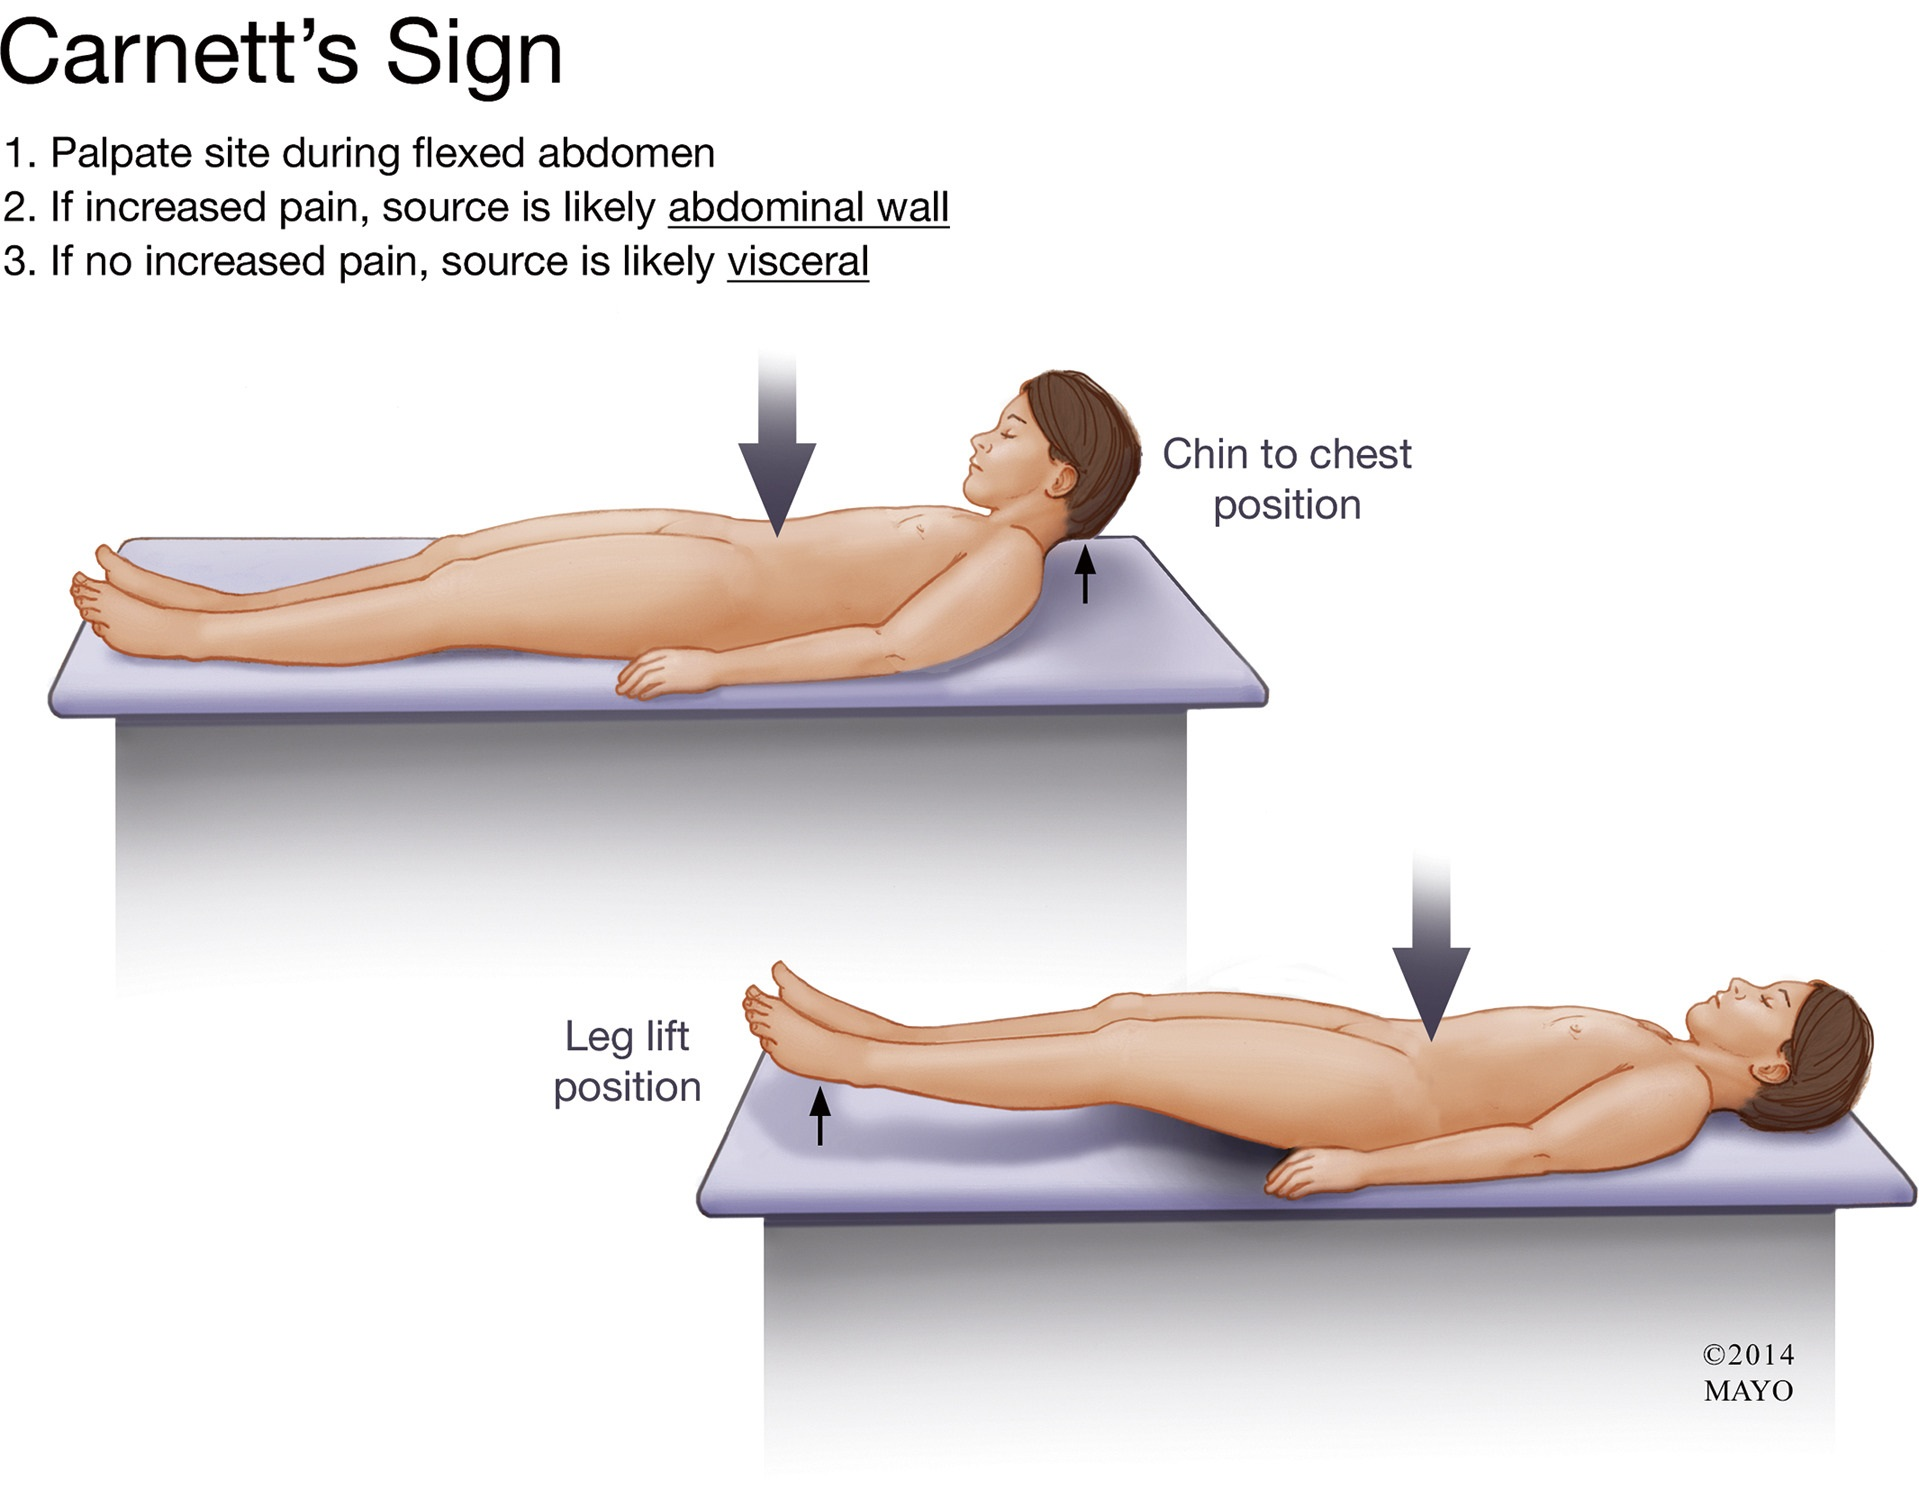 Carnett’s Sign
1. Palpate site during flexed abdomen
2. If increased pain, source is likely abdominal wall
3. If no increased pain, source is likely visceral
Chin to chest
position
Leg lift
position
©2014
MAYO